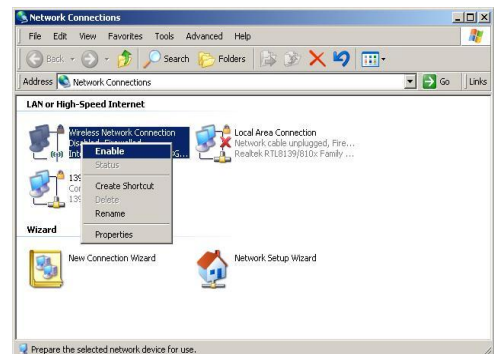 Network Connections
File Edit View Favorites Tools Advanced Help
Back Search Folders
Address Network Connections Go Links
LAN or High-Speed Internet
Wireless Network Connection
Disabled, Firewalled
Enable
Status
Create Shortcut
Delete
Rename
Properties
Local Area Connection
Network cable unplugged, Fire...
Realtek RTL8139/810x Family ...
Wizard
New Connection Wizard
Network Setup Wizard
Prepare the selected network device for use.